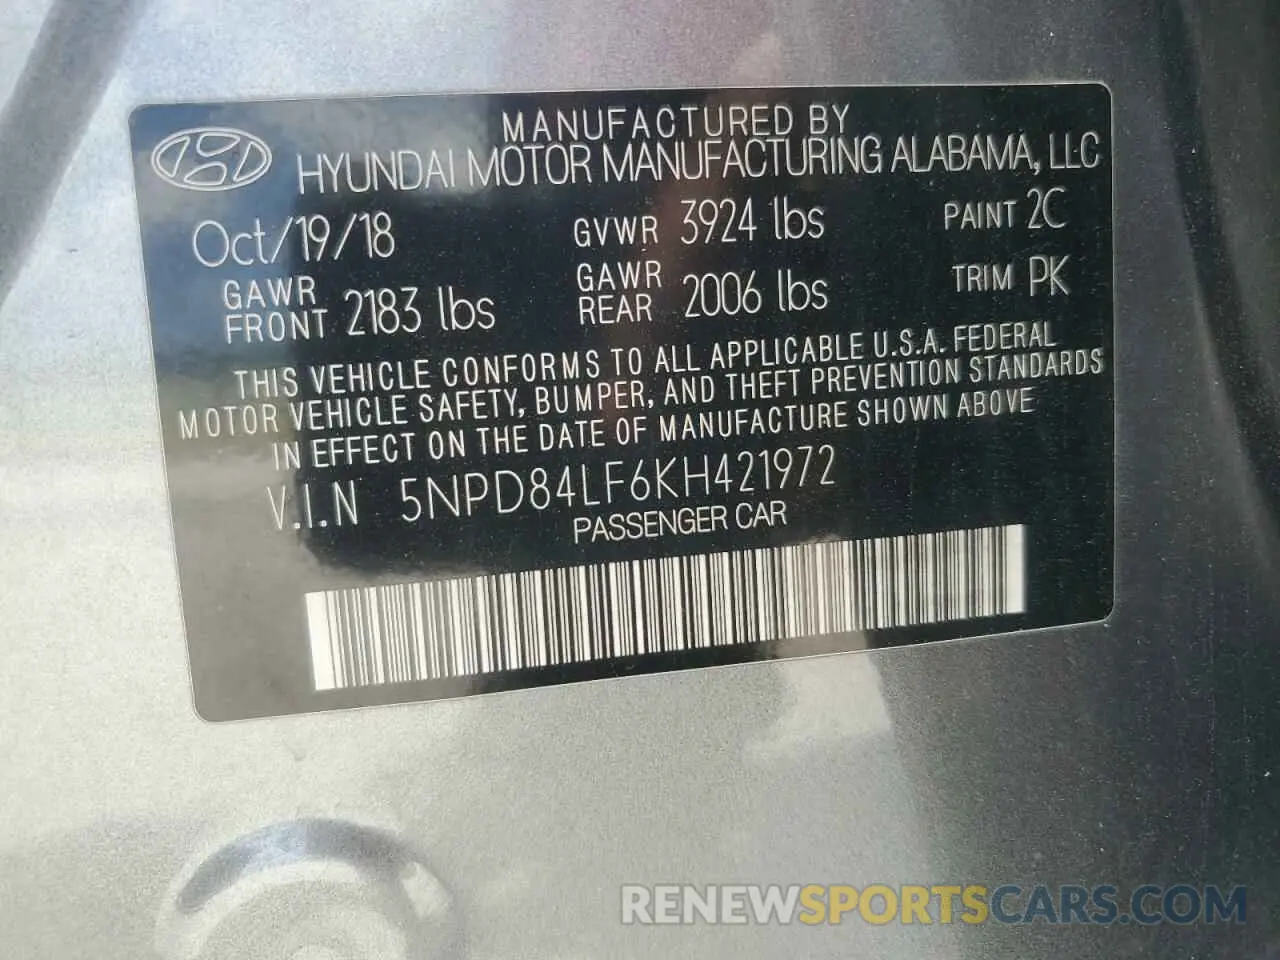 MANUFACTURED BY
HYUNDAI MOTOR MANUFACTURING ALABAMA, LLC
Oct/19/18 GVWR 3924 lbs PAINT 2C
GAWR FRONT 2183 lbs GAWR REAR 2006 lbs TRIM PK
THIS VEHICLE CONFORMS TO ALL APPLICABLE U.S.A. FEDERAL
MOTOR VEHICLE SAFETY, BUMPER, AND THEFT PREVENTION STANDARDS
IN EFFECT ON THE DATE OF MANUFACTURE SHOWN ABOVE
V.I.N 5NPD84LF6KH421972
PASSENGER CAR
RENEWSPORTSCARS.COM